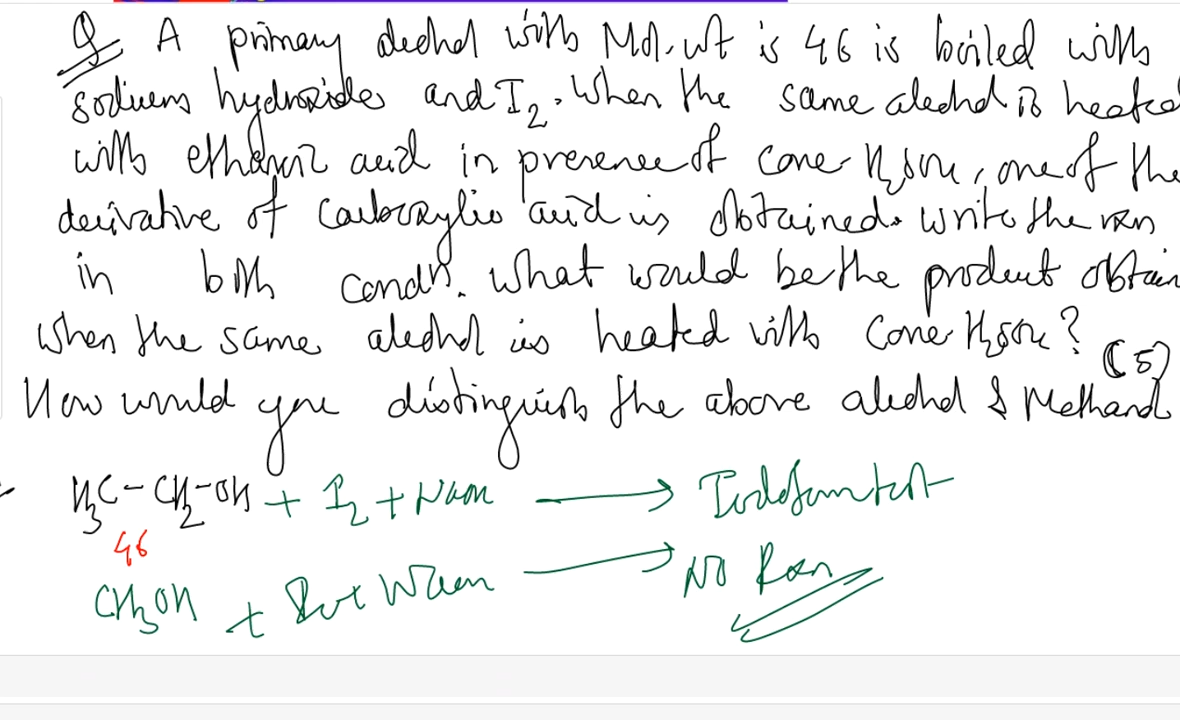 Q A primary alcohol with Mol. wt is 46 is boiled with
sodium hydroxides and I2. When the same alcohol is heated
with ethanoic acid in presence of conc H2SO4, one of the
derivative of carboxylic acid is obtained. write the rxn
in both condn. what would be the product obtain
when the same alcohol is heated with conc H2SO4?
(5)
How would you distinguish the above alcohol & Methanol
H3C-CH2-OH + I2 + NaOH → Iodoform test
46
CH3OH + I2 + NaOH → NO Rxn